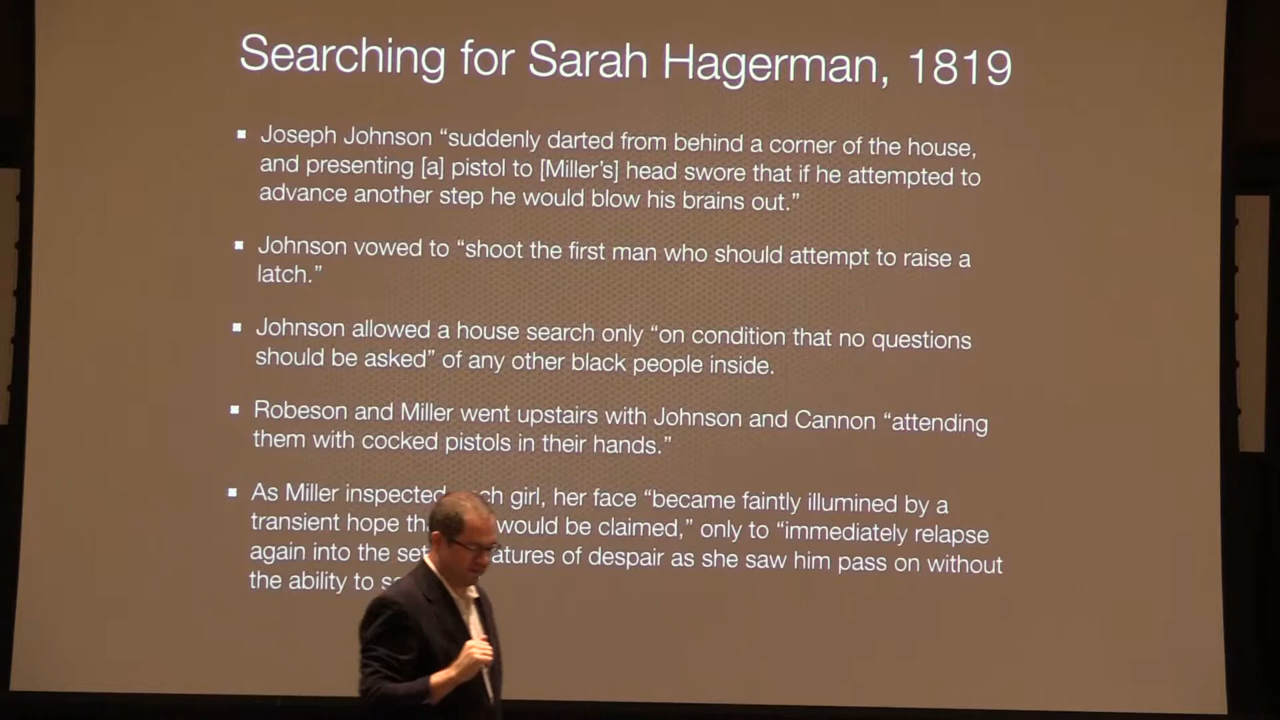 Searching for Sarah Hagerman, 1819
▪ Joseph Johnson “suddenly darted from behind a corner of the house,
and presenting [a] pistol to [Miller’s] head swore that if he attempted to
advance another step he would blow his brains out.”
▪ Johnson vowed to “shoot the first man who should attempt to raise a
latch.”
▪ Johnson allowed a house search only “on condition that no questions
should be asked” of any other black people inside.
▪ Robeson and Miller went upstairs with Johnson and Cannon “attending
them with cocked pistols in their hands.”
▪ As Miller inspected girl, her face “became faintly illumined by a
transient hope would be claimed,” only to “immediately relapse
again into the of despair as she saw him pass on without
the ability to